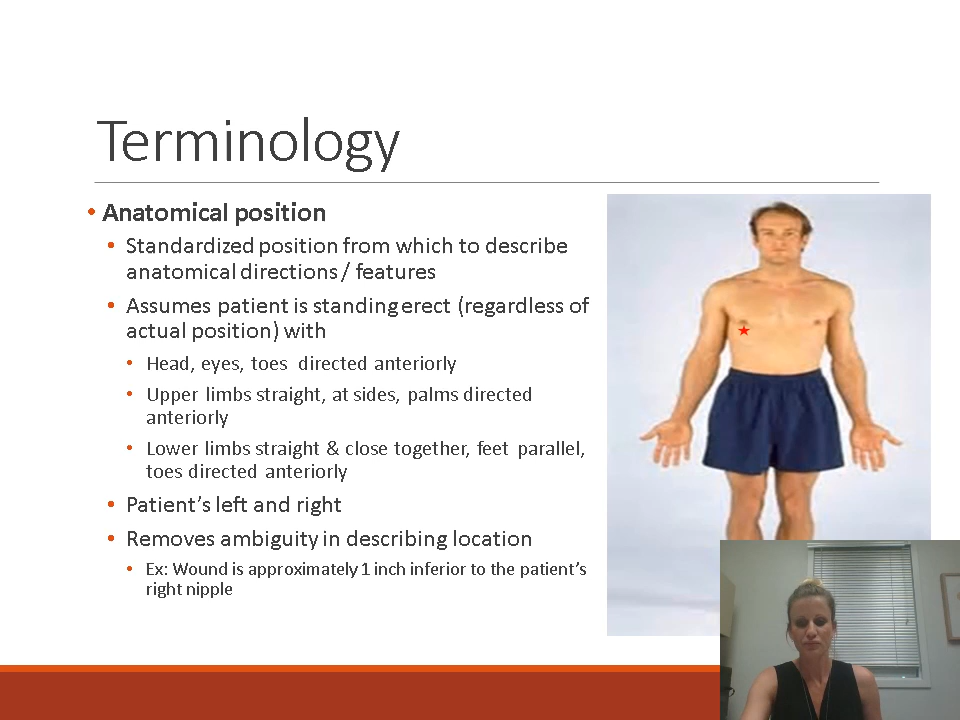 Terminology
• Anatomical position
• Standardized position from which to describe
anatomical directions / features
• Assumes patient is standing erect (regardless of
actual position) with
• Head, eyes, toes directed anteriorly
• Upper limbs straight, at sides, palms directed
anteriorly
• Lower limbs straight & close together, feet parallel,
toes directed anteriorly
• Patient’s left and right
• Removes ambiguity in describing location
• Ex: Wound is approximately 1 inch inferior to the patient’s
right nipple